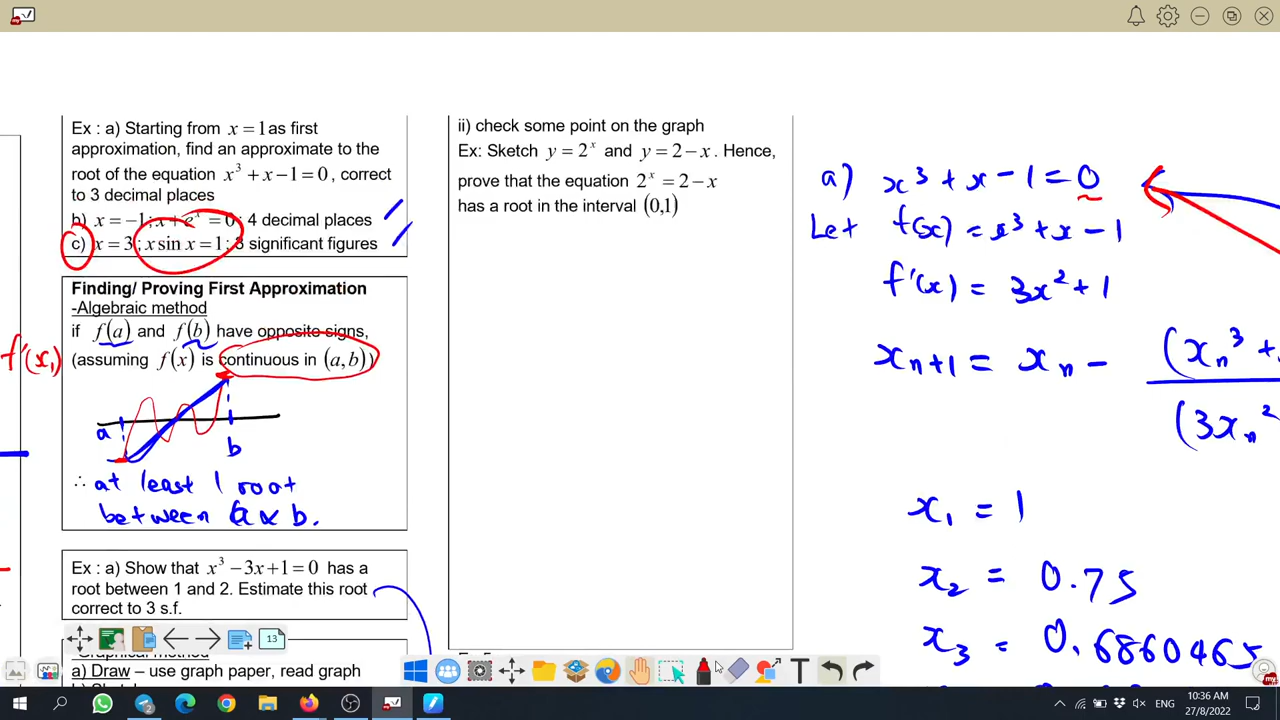 Ex : a) Starting from x = 1 as first
approximation, find an approximate to the
root of the equation x³ + x − 1 = 0, correct
to 3 decimal places
b) x = −1; x + eˣ = 0; 4 decimal places
c) x = 3; x sin x = 1; 3 significant figures
Finding/ Proving First Approximation
-Algebraic method
if f(a) and f(b) have opposite signs,
(assuming f(x) is continuous in (a, b))
f'(x₁)
a
b
∴ at least 1 root
between a & b.
Ex : a) Show that x³ − 3x + 1 = 0 has a
root between 1 and 2. Estimate this root
correct to 3 s.f.
-Graphical method
a) Draw – use graph paper, read graph
ii) check some point on the graph
Ex: Sketch y = 2ˣ and y = 2 − x. Hence,
prove that the equation 2ˣ = 2 − x
has a root in the interval (0,1)
a) x³ + x − 1 = 0
Let f(x) = x³ + x − 1
f'(x) = 3x² + 1
xₙ₊₁ = xₙ − (xₙ³ +
(3xₙ²
x₁ = 1
x₂ = 0.75
x₃ = 0.6860465
13
T
my
ENG
10:36 AM
27/8/2022